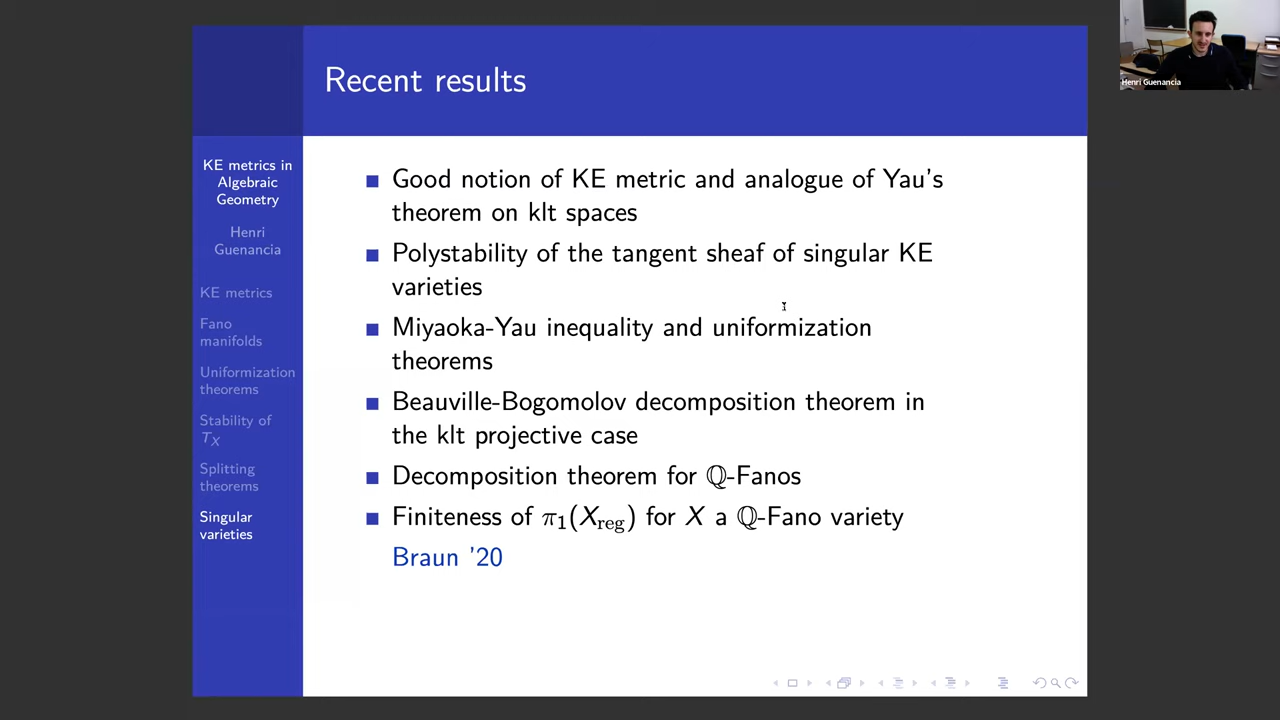 Recent results
KE metrics in
Algebraic
Geometry
Henri
Guenancia
KE metrics
Fano
manifolds
Uniformization
theorems
Stability of
T_X
Splitting
theorems
Singular
varieties
Good notion of KE metric and analogue of Yau's
theorem on klt spaces
Polystability of the tangent sheaf of singular KE
varieties
Miyaoka-Yau inequality and uniformization
theorems
Beauville-Bogomolov decomposition theorem in
the klt projective case
Decomposition theorem for ℚ-Fanos
Finiteness of π₁(X_reg) for X a ℚ-Fano variety
Braun '20
Henri Guenancia